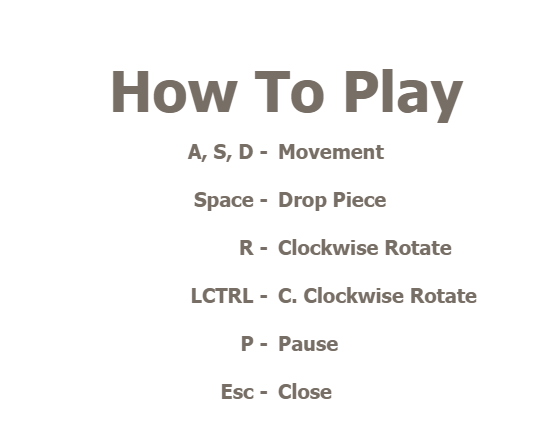 How To Play
A, S, D - Movement
Space - Drop Piece
R - Clockwise Rotate
LCTRL - C. Clockwise Rotate
P - Pause
Esc - Close